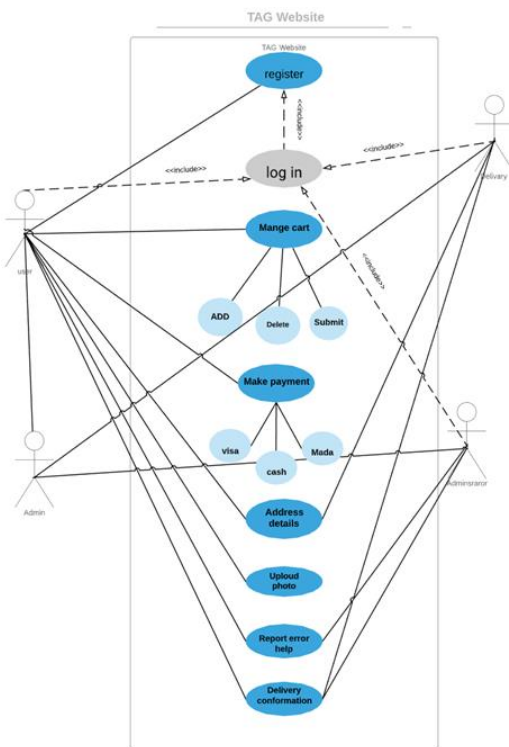 TAG Website
TAG Website
register
<<include>>
log in
<<include>>
<<include>>
Delivary
user
Mange cart
<<include>>
ADD
Delete
Submit
Make payment
visa
cash
Mada
Admin
Adminsraror
Address
details
Uploud
photo
Report error
help
Delivery
conformation